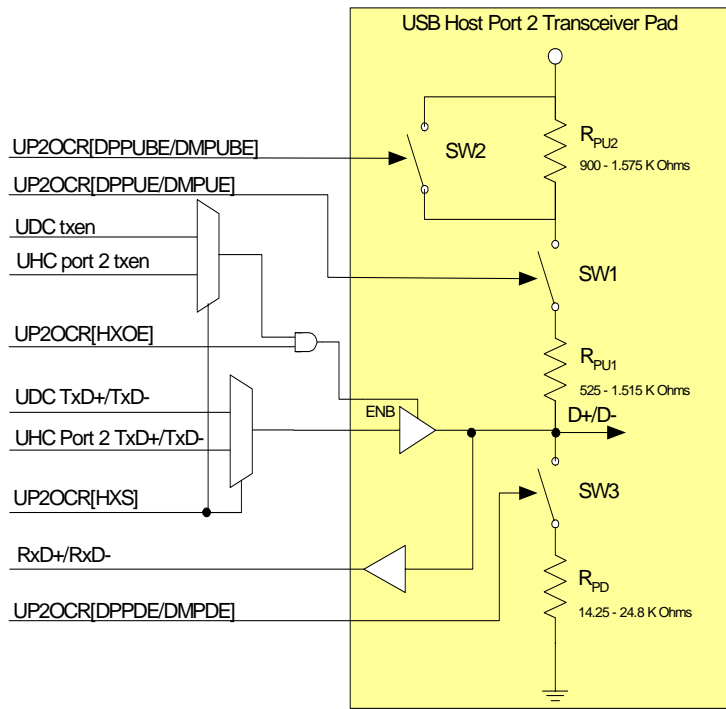 USB Host Port 2 Transceiver Pad
UP2OCR[DPPUBE/DMPUBE]
SW2
RPU2
900 - 1.575 K Ohms
UP2OCR[DPPUE/DMPUE]
UDC txen
UHC port 2 txen
SW1
UP2OCR[HXOE]
RPU1
525 - 1.515 K Ohms
UDC TxD+/TxD-
ENB
D+/D-
UHC Port 2 TxD+/TxD-
UP2OCR[HXS]
SW3
RxD+/RxD-
RPD
14.25 - 24.8 K Ohms
UP2OCR[DPPDE/DMPDE]